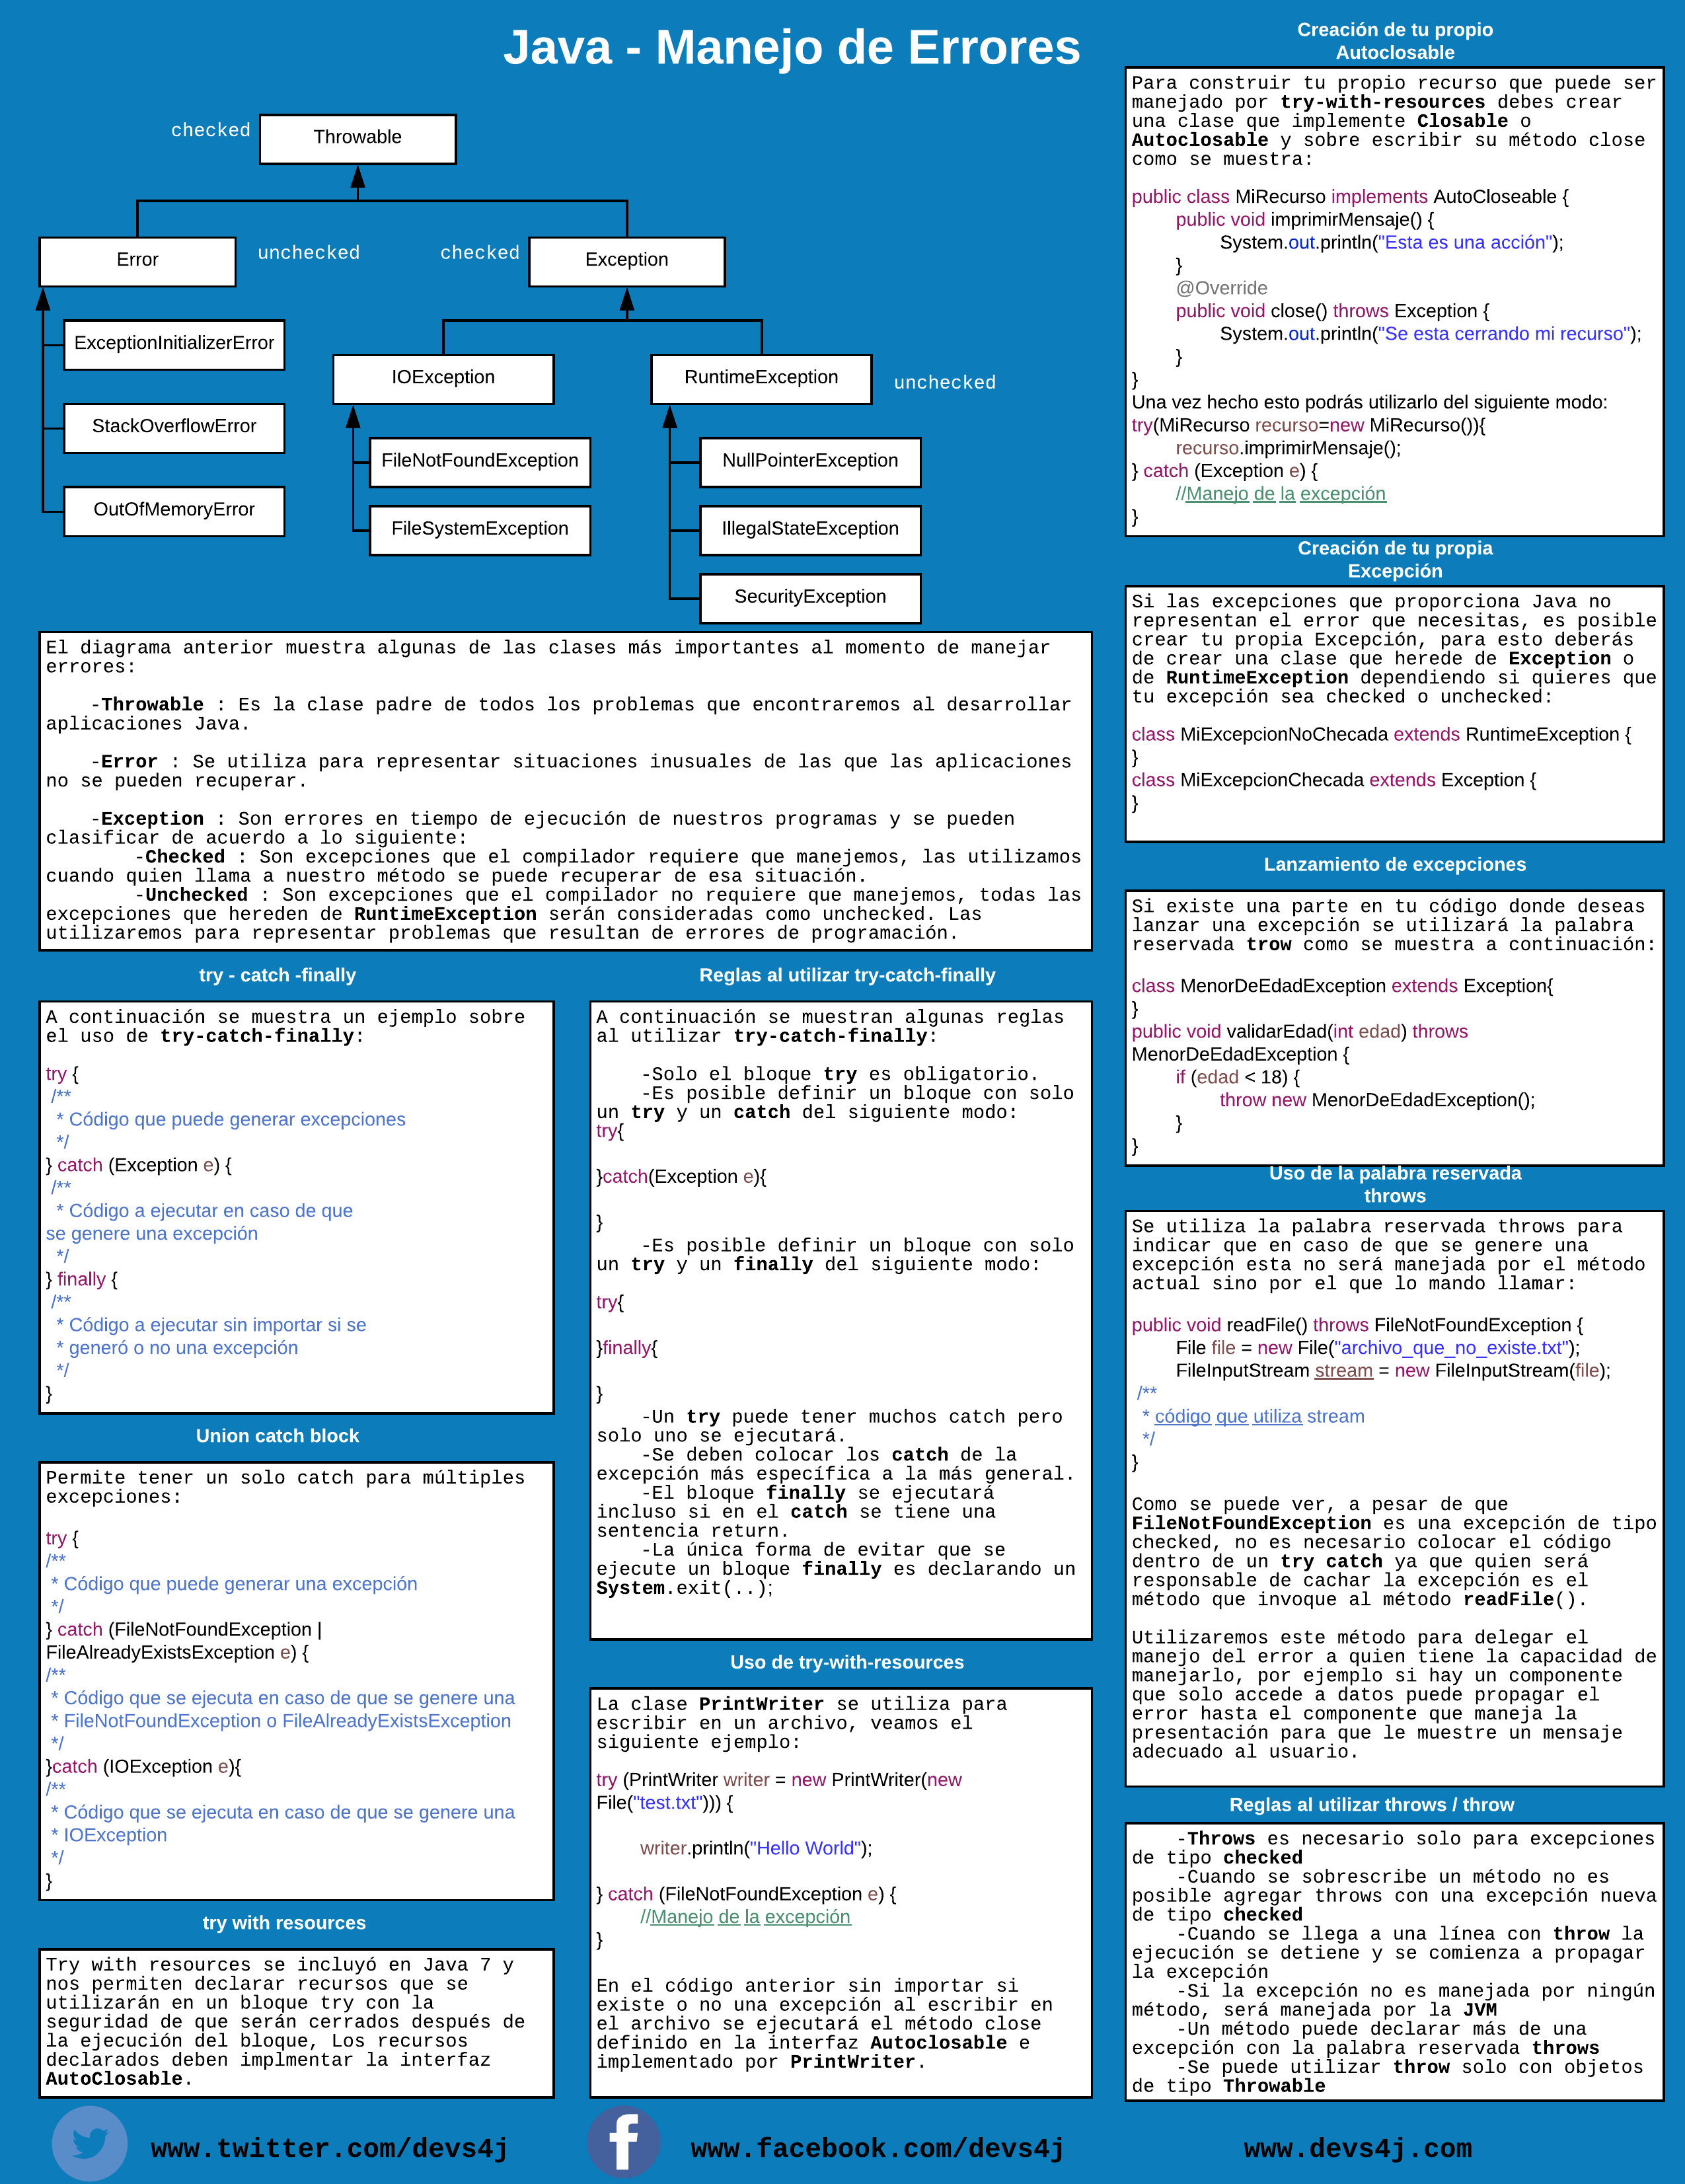 Java - Manejo de Errores
checked
Throwable
Error
unchecked
checked
Exception
ExceptionInitializerError
StackOverflowError
OutOfMemoryError
IOException
RuntimeException
unchecked
FileNotFoundException
FileSystemException
NullPointerException
IllegalStateException
SecurityException
El diagrama anterior muestra algunas de las clases más importantes al momento de manejar
errores:
-Throwable : Es la clase padre de todos los problemas que encontraremos al desarrollar
aplicaciones Java.
-Error : Se utiliza para representar situaciones inusuales de las que las aplicaciones
no se pueden recuperar.
-Exception : Son errores en tiempo de ejecución de nuestros programas y se pueden
clasificar de acuerdo a lo siguiente:
-Checked : Son excepciones que el compilador requiere que manejemos, las utilizamos
cuando quien llama a nuestro método se puede recuperar de esa situación.
-Unchecked : Son excepciones que el compilador no requiere que manejemos, todas las
excepciones que hereden de RuntimeException serán consideradas como unchecked. Las
utilizaremos para representar problemas que resultan de errores de programación.
try - catch -finally
A continuación se muestra un ejemplo sobre
el uso de try-catch-finally:
try {
/**
* Código que puede generar excepciones
*/
} catch (Exception e) {
/**
* Código a ejecutar en caso de que
se genere una excepción
*/
} finally {
/**
* Código a ejecutar sin importar si se
* generó o no una excepción
*/
}
Union catch block
Permite tener un solo catch para múltiples
excepciones:
try {
/**
* Código que puede generar una excepción
*/
} catch (FileNotFoundException |
FileAlreadyExistsException e) {
/**
* Código que se ejecuta en caso de que se genere una
* FileNotFoundException o FileAlreadyExistsException
*/
}catch (IOException e){
/**
* Código que se ejecuta en caso de que se genere una
* IOException
*/
}
try with resources
Try with resources se incluyó en Java 7 y
nos permiten declarar recursos que se
utilizarán en un bloque try con la
seguridad de que serán cerrados después de
la ejecución del bloque, Los recursos
declarados deben implmentar la interfaz
AutoClosable.
Reglas al utilizar try-catch-finally
A continuación se muestran algunas reglas
al utilizar try-catch-finally:
-Solo el bloque try es obligatorio.
-Es posible definir un bloque con solo
un try y un catch del siguiente modo:
try{
}catch(Exception e){
}
-Es posible definir un bloque con solo
un try y un finally del siguiente modo:
try{
}finally{
}
-Un try puede tener muchos catch pero
solo uno se ejecutará.
-Se deben colocar los catch de la
excepción más específica a la más general.
-El bloque finally se ejecutará
incluso si en el catch se tiene una
sentencia return.
-La única forma de evitar que se
ejecute un bloque finally es declarando un
System.exit(..);
Uso de try-with-resources
La clase PrintWriter se utiliza para
escribir en un archivo, veamos el
siguiente ejemplo:
try (PrintWriter writer = new PrintWriter(new
File("test.txt"))) {
writer.println("Hello World");
} catch (FileNotFoundException e) {
//Manejo de la excepción
}
En el código anterior sin importar si
existe o no una excepción al escribir en
el archivo se ejecutará el método close
definido en la interfaz Autoclosable e
implementado por PrintWriter.
Creación de tu propio
Autoclosable
Para construir tu propio recurso que puede ser
manejado por try-with-resources debes crear
una clase que implemente Closable o
Autoclosable y sobre escribir su método close
como se muestra:
public class MiRecurso implements AutoCloseable {
public void imprimirMensaje() {
System.out.println("Esta es una acción");
}
@Override
public void close() throws Exception {
System.out.println("Se esta cerrando mi recurso");
}
}
Una vez hecho esto podrás utilizarlo del siguiente modo:
try(MiRecurso recurso=new MiRecurso()){
recurso.imprimirMensaje();
} catch (Exception e) {
//Manejo de la excepción
}
Creación de tu propia
Excepción
Si las excepciones que proporciona Java no
representan el error que necesitas, es posible
crear tu propia Excepción, para esto deberás
de crear una clase que herede de Exception o
de RuntimeException dependiendo si quieres que
tu excepción sea checked o unchecked:
class MiExcepcionNoChecada extends RuntimeException {
}
class MiExcepcionChecada extends Exception {
}
Lanzamiento de excepciones
Si existe una parte en tu código donde deseas
lanzar una excepción se utilizará la palabra
reservada trow como se muestra a continuación:
class MenorDeEdadException extends Exception{
}
public void validarEdad(int edad) throws
MenorDeEdadException {
if (edad < 18) {
throw new MenorDeEdadException();
}
}
Uso de la palabra reservada
throws
Se utiliza la palabra reservada throws para
indicar que en caso de que se genere una
excepción esta no será manejada por el método
actual sino por el que lo mando llamar:
public void readFile() throws FileNotFoundException {
File file = new File("archivo_que_no_existe.txt");
FileInputStream stream = new FileInputStream(file);
/**
* código que utiliza stream
*/
}
Como se puede ver, a pesar de que
FileNotFoundException es una excepción de tipo
checked, no es necesario colocar el código
dentro de un try catch ya que quien será
responsable de cachar la excepción es el
método que invoque al método readFile().
Utilizaremos este método para delegar el
manejo del error a quien tiene la capacidad de
manejarlo, por ejemplo si hay un componente
que solo accede a datos puede propagar el
error hasta el componente que maneja la
presentación para que le muestre un mensaje
adecuado al usuario.
Reglas al utilizar throws / throw
-Throws es necesario solo para excepciones
de tipo checked
-Cuando se sobrescribe un método no es
posible agregar throws con una excepción nueva
de tipo checked
-Cuando se llega a una línea con throw la
ejecución se detiene y se comienza a propagar
la excepción
-Si la excepción no es manejada por ningún
método, será manejada por la JVM
-Un método puede declarar más de una
excepción con la palabra reservada throws
-Se puede utilizar throw solo con objetos
de tipo Throwable
www.twitter.com/devs4j
f
www.facebook.com/devs4j
www.devs4j.com